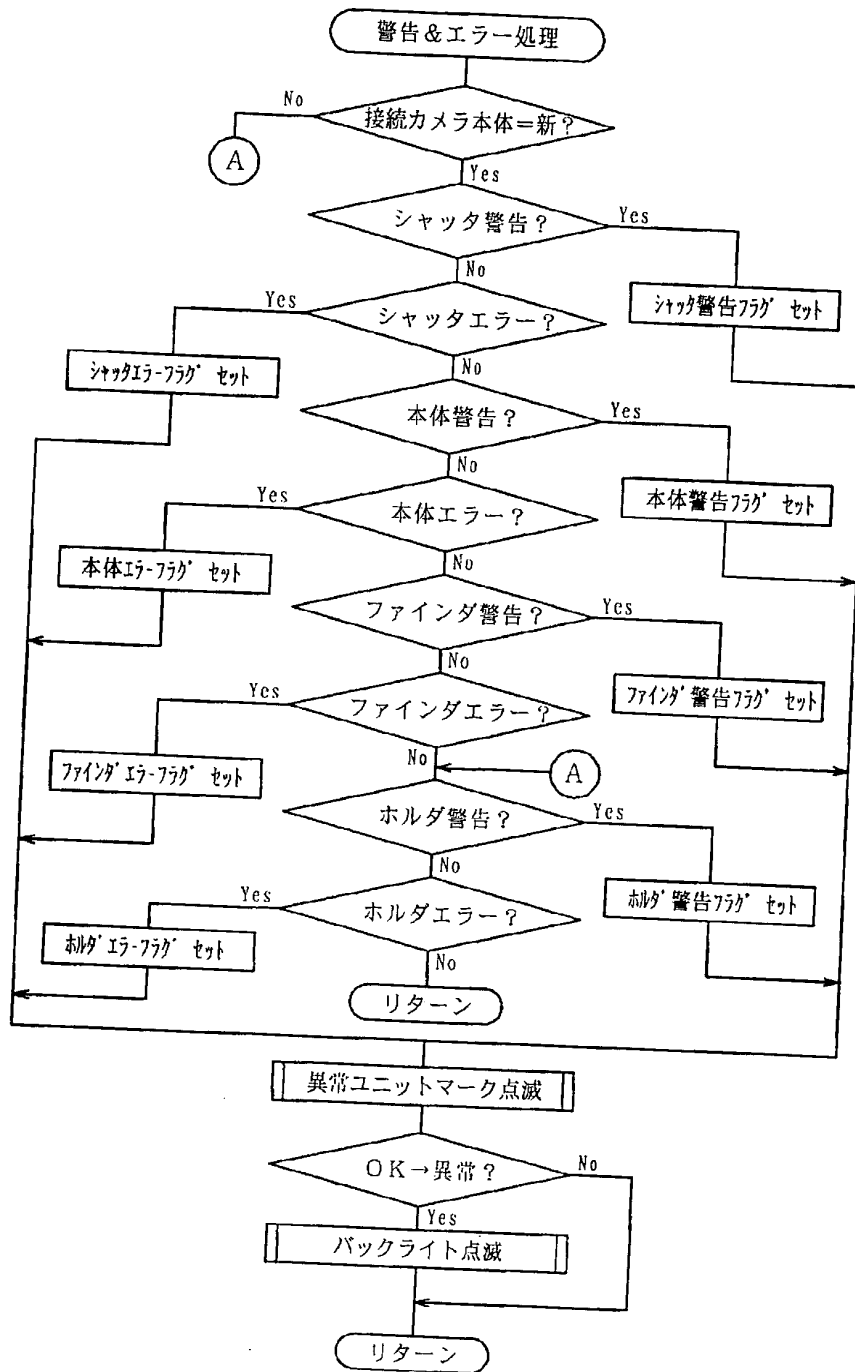 警告＆エラー処理
No
接続カメラ本体＝新？
A
Yes
シャッタ警告？
Yes
No
シャッタ警告フラグ セット
Yes
シャッタエラー？
シャッタエラーフラグ セット
No
本体警告？
Yes
No
本体警告フラグ セット
Yes
本体エラー？
本体エラーフラグ セット
No
ファインダ警告？
Yes
No
ファインダ警告フラグ セット
Yes
ファインダエラー？
ファインダエラーフラグ セット
No
A
ホルダ警告？
Yes
No
ホルダ警告フラグ セット
Yes
ホルダエラー？
ホルダエラーフラグ セット
No
リターン
異常ユニットマーク点滅
OK→異常？
No
Yes
バックライト点滅
リターン